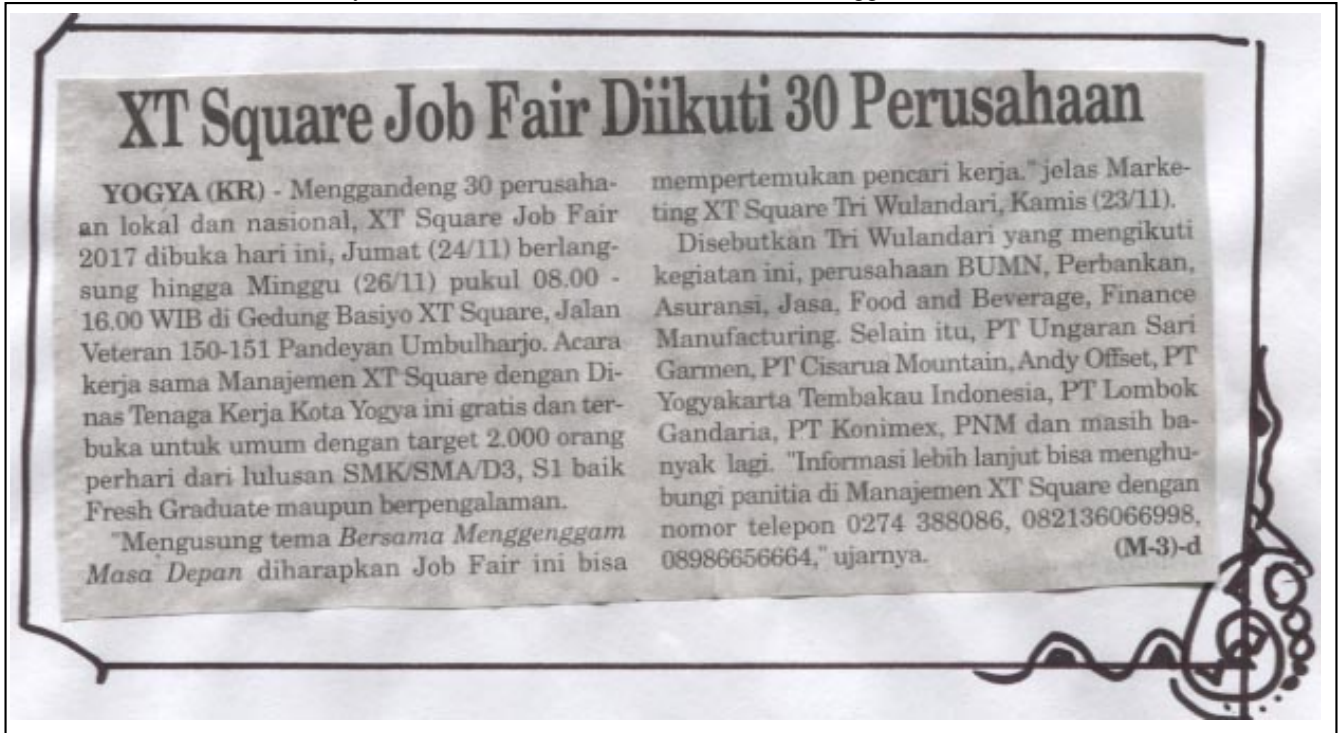 XT Square Job Fair Diikuti 30 Perusahaan
YOGYA (KR) - Menggandeng 30 perusaha-
an lokal dan nasional, XT Square Job Fair
2017 dibuka hari ini, Jumat (24/11) berlang-
sung hingga Minggu (26/11) pukul 08.00 -
16.00 WIB di Gedung Basiyo XT Square, Jalan
Veteran 150-151 Pandeyan Umbulharjo. Acara
kerja sama Manajemen XT Square dengan Di-
nas Tenaga Kerja Kota Yogya ini gratis dan ter-
buka untuk umum dengan target 2.000 orang
perhari dari lulusan SMK/SMA/D3, S1 baik
Fresh Graduate maupun berpengalaman.
"Mengusung tema Bersama Menggenggam
Masa Depan diharapkan Job Fair ini bisa
mempertemukan pencari kerja." jelas Marke-
ting XT Square Tri Wulandari, Kamis (23/11).
Disebutkan Tri Wulandari yang mengikuti
kegiatan ini, perusahaan BUMN, Perbankan,
Asuransi, Jasa, Food and Beverage, Finance
Manufacturing. Selain itu, PT Ungaran Sari
Garmen, PT Cisarua Mountain, Andy Offset, PT
Yogyakarta Tembakau Indonesia, PT Lombok
Gandaria, PT Konimex, PNM dan masih ba-
nyak lagi. "Informasi lebih lanjut bisa menghu-
bungi panitia di Manajemen XT Square dengan
nomor telepon 0274 388086, 082136066998,
08986656664," ujarnya. (M-3)-d